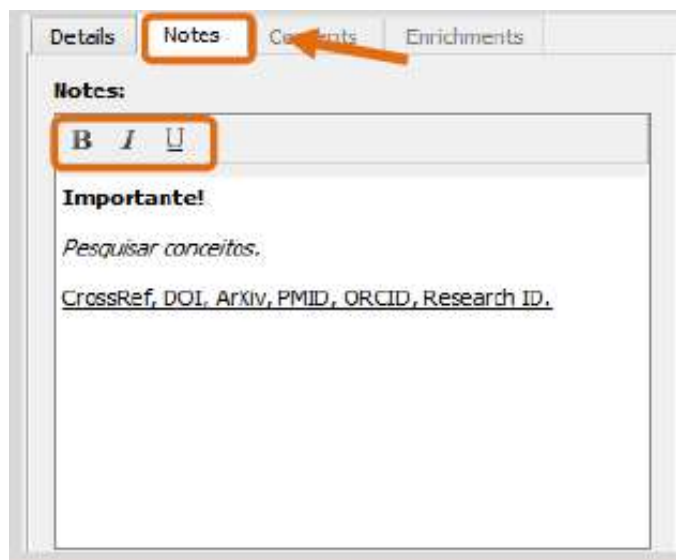 Details Notes Enrichments
Notes:
B I U
Importante!
Pesquisar conceitos.
CrossRef, DOI, ArXiv, PMID, ORCID, Research ID.